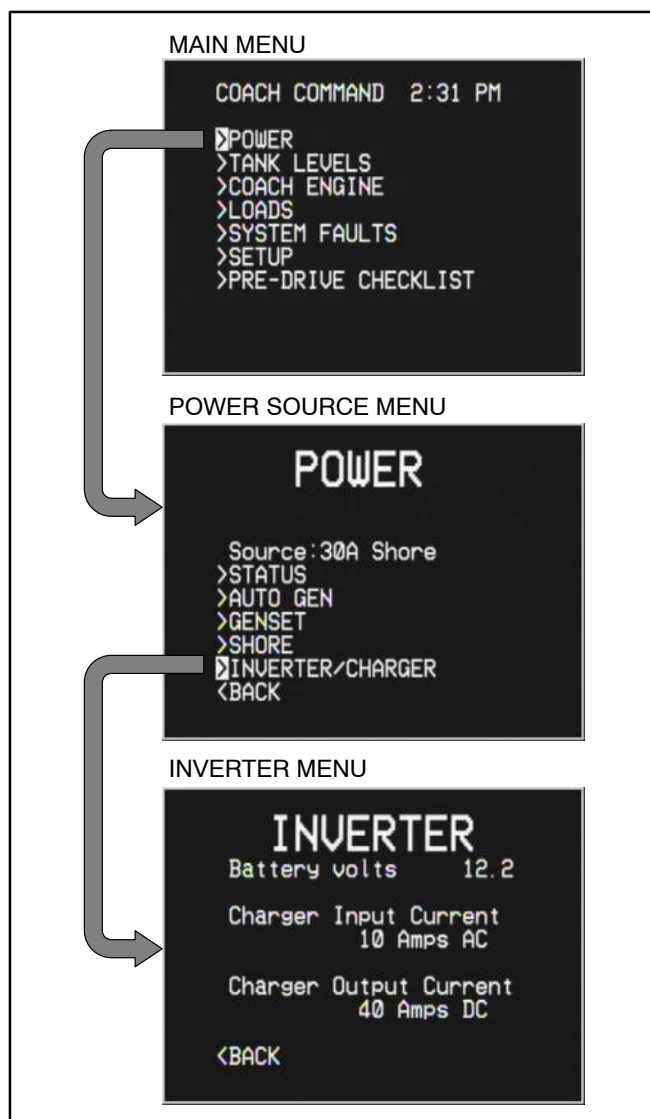 MAIN MENU
COACH COMMAND 2:31 PM
>POWER
>TANK LEVELS
>COACH ENGINE
>LOADS
>SYSTEM FAULTS
>SETUP
>PRE-DRIVE CHECKLIST
POWER SOURCE MENU
POWER
Source:30A Shore
>STATUS
>AUTO GEN
>GENSET
>SHORE
>INVERTER/CHARGER
<BACK
INVERTER MENU
INVERTER
Battery volts 12.2
Charger Input Current
10 Amps AC
Charger Output Current
40 Amps DC
<BACK